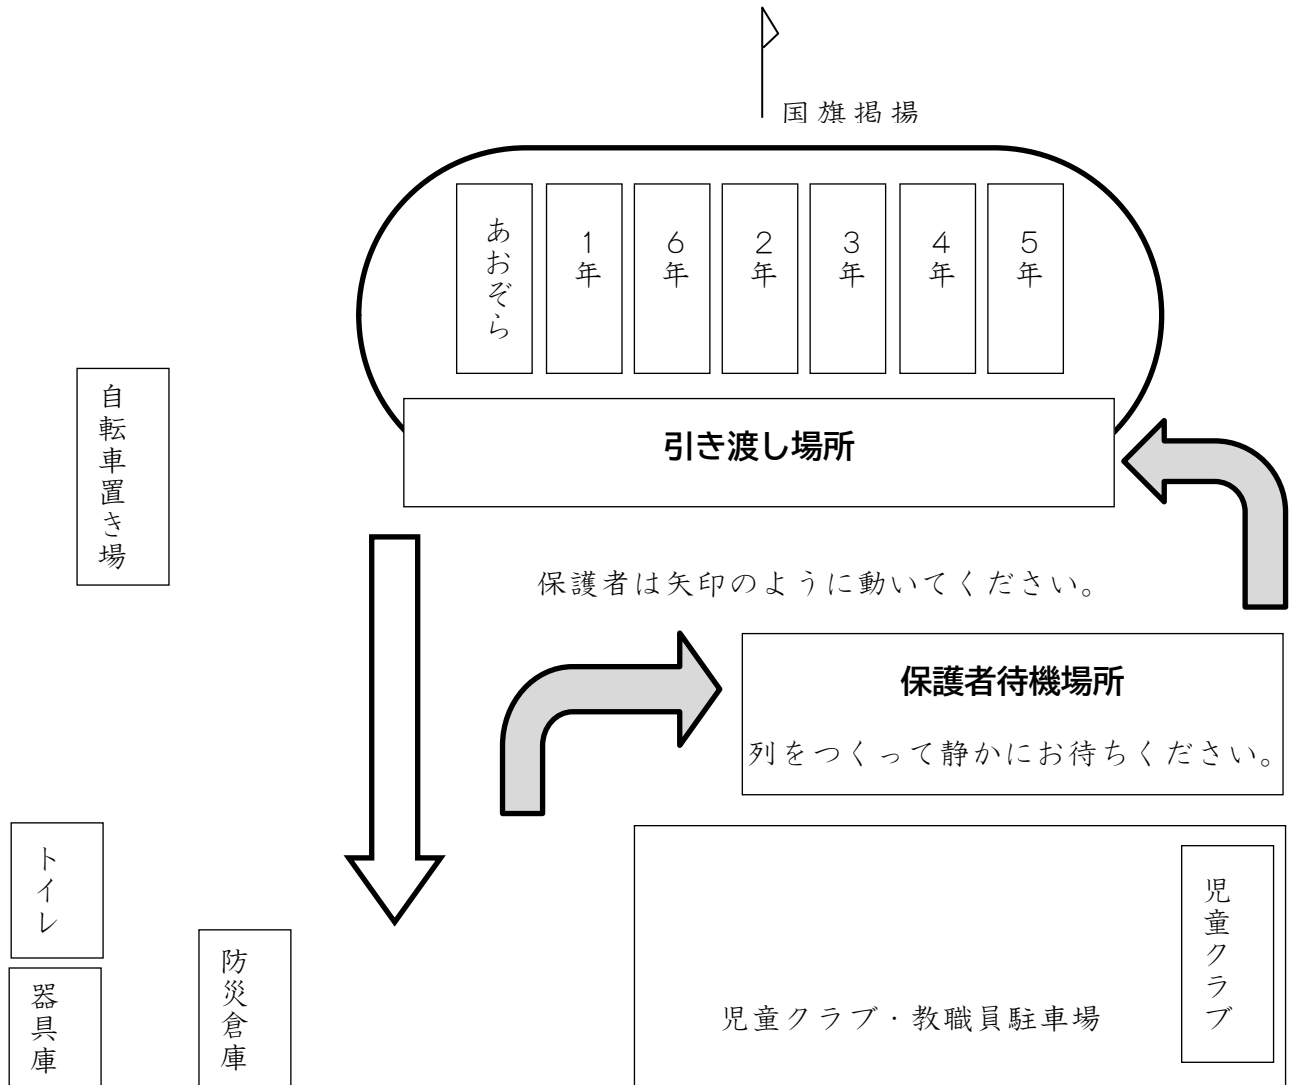 国旗掲揚
あおぞら
1年
6年
2年
3年
4年
5年
引き渡し場所
自転車置き場
保護者は矢印のように動いてください。
保護者待機場所
列をつくって静かにお待ちください。
トイレ
器具庫
防災倉庫
児童クラブ
児童クラブ・教職員駐車場